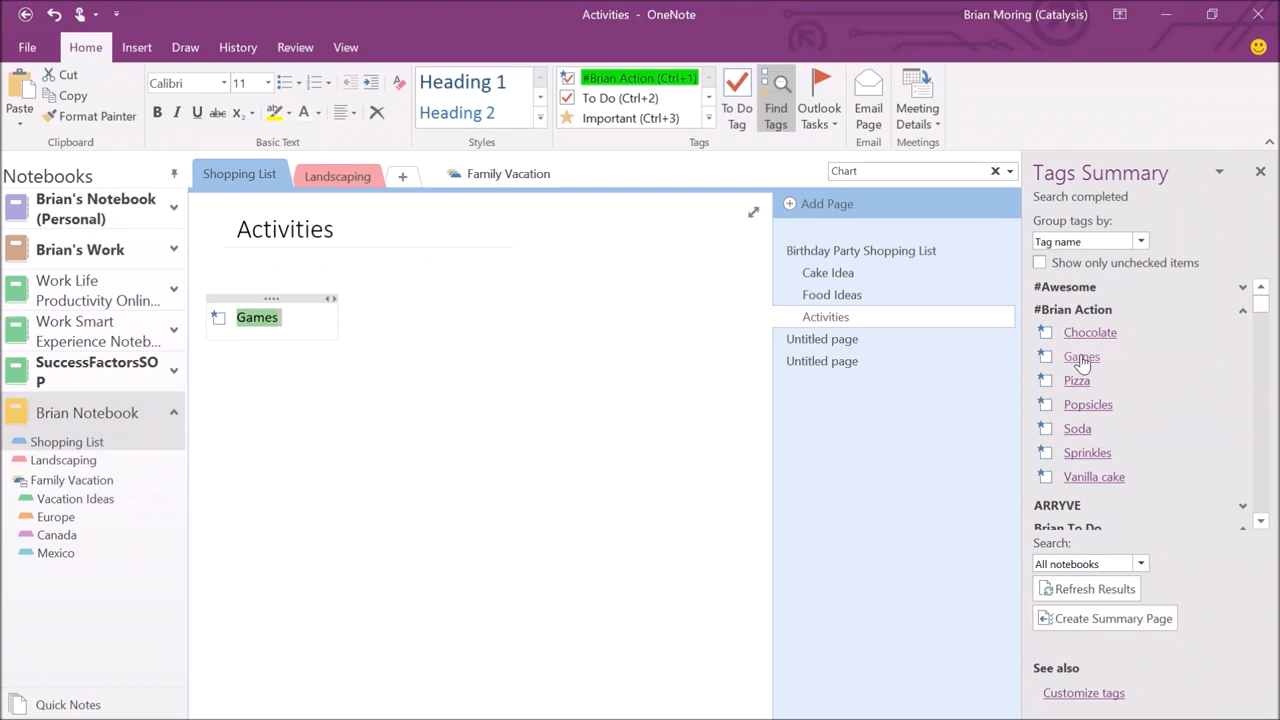 Activities - OneNote
Brian Moring (Catalysis)
File Home Insert Draw History Review View
Paste
Cut
Copy
Format Painter
Clipboard
Calibri 11
B I U abc X₂ A
Basic Text
Heading 1
Heading 2
Styles
#Brian Action (Ctrl+1)
To Do (Ctrl+2)
Important (Ctrl+3)
To Do
Tag
Find
Tags
Outlook
Tasks
Tags
Email
Page
Email
Meeting
Details
Meetings
Notebooks
Brian's Notebook
(Personal)
Brian's Work
Work Life
Productivity Onlin...
Work Smart
Experience Noteb...
SuccessFactorsSO
P
Brian Notebook
Shopping List
Landscaping
Family Vacation
Vacation Ideas
Europe
Canada
Mexico
Quick Notes
Shopping List Landscaping + Family Vacation
Chart
Activities
Games
Add Page
Birthday Party Shopping List
Cake Idea
Food Ideas
Activities
Untitled page
Untitled page
Tags Summary
Search completed
Group tags by:
Tag name
Show only unchecked items
#Awesome
#Brian Action
Chocolate
Games
Pizza
Popsicles
Soda
Sprinkles
Vanilla cake
ARRYVE
Brian To Do
Search:
All notebooks
Refresh Results
Create Summary Page
See also
Customize tags